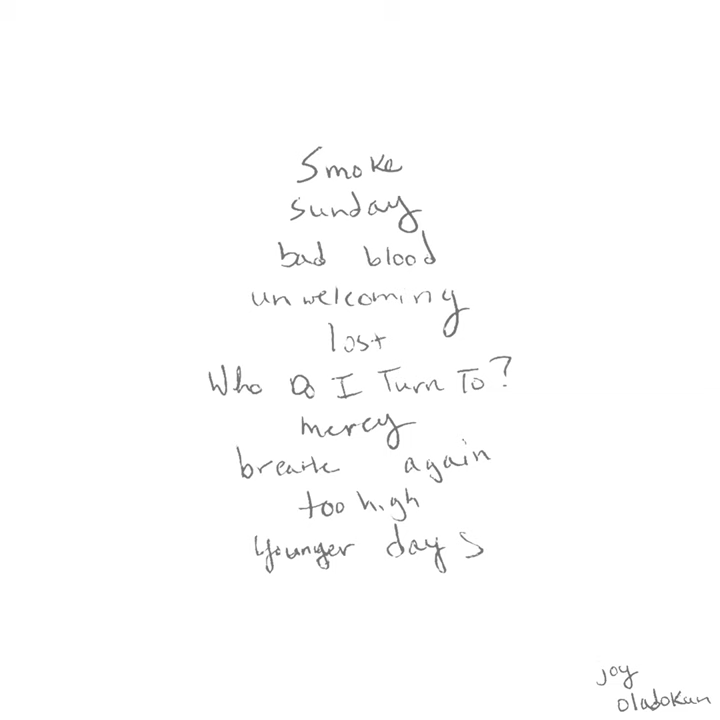 Smoke
sunday
bad blood
unwelcoming
lost
Who Do I Turn To?
mercy
breathe again
too high
younger days
joy
oladokun